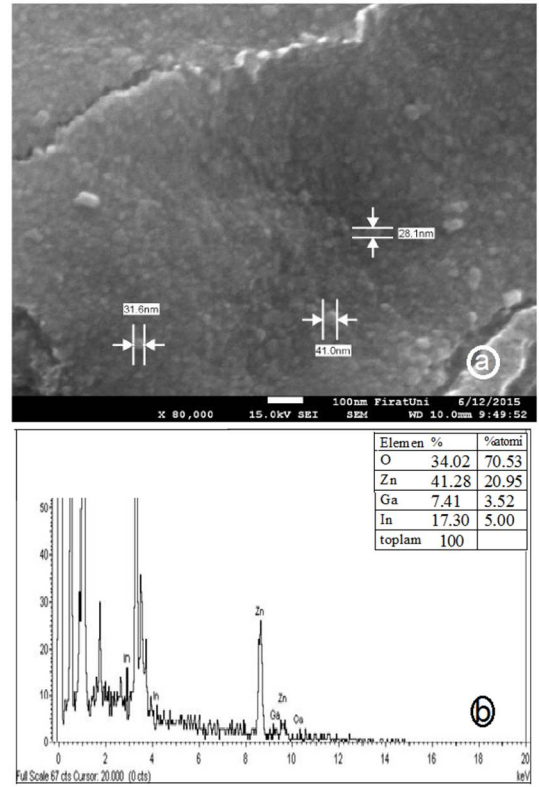 28.1nm
31.6nm
41.0nm
a
100nm FiratUni 6/12/2015
X 80,000 15.0kV SEI SEM WD 10.0mm 9:49:52
Elemen % %atomi
O 34.02 70.53
Zn 41.28 20.95
Ga 7.41 3.52
In 17.30 5.00
toplam 100
50
40
30
Zn
20
In
10
In
Zn
Ga
Ga
b
0
0 2 4 6 8 10 12 14 16 18 20
Full Scale 67 cts Cursor: 20.000 (0 cts) keV